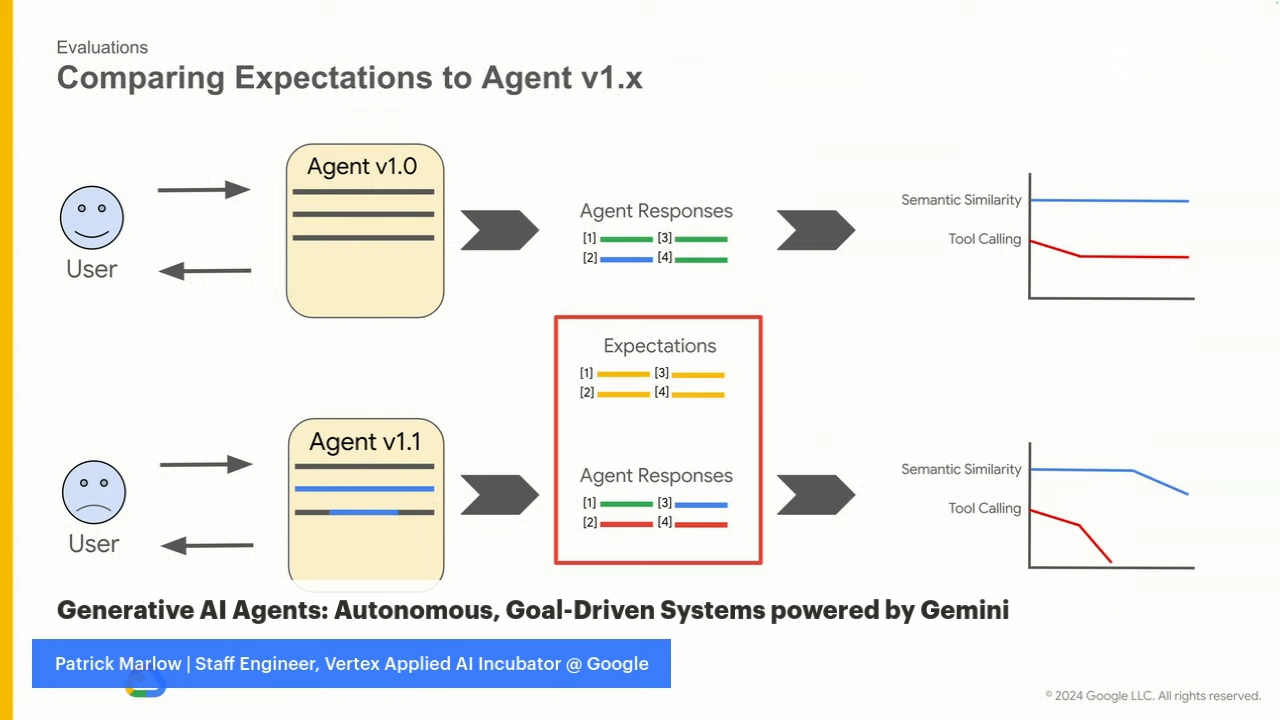 Evaluations
Comparing Expectations to Agent v1.x
Agent v1.0
User
Agent Responses
[1] [3]
[2] [4]
Semantic Similarity
Tool Calling
Expectations
[1] [3]
[2] [4]
Agent v1.1
User
Agent Responses
[1] [3]
[2] [4]
Semantic Similarity
Tool Calling
Generative AI Agents: Autonomous, Goal-Driven Systems powered by Gemini
Patrick Marlow | Staff Engineer, Vertex Applied AI Incubator @ Google
© 2024 Google LLC. All rights reserved.